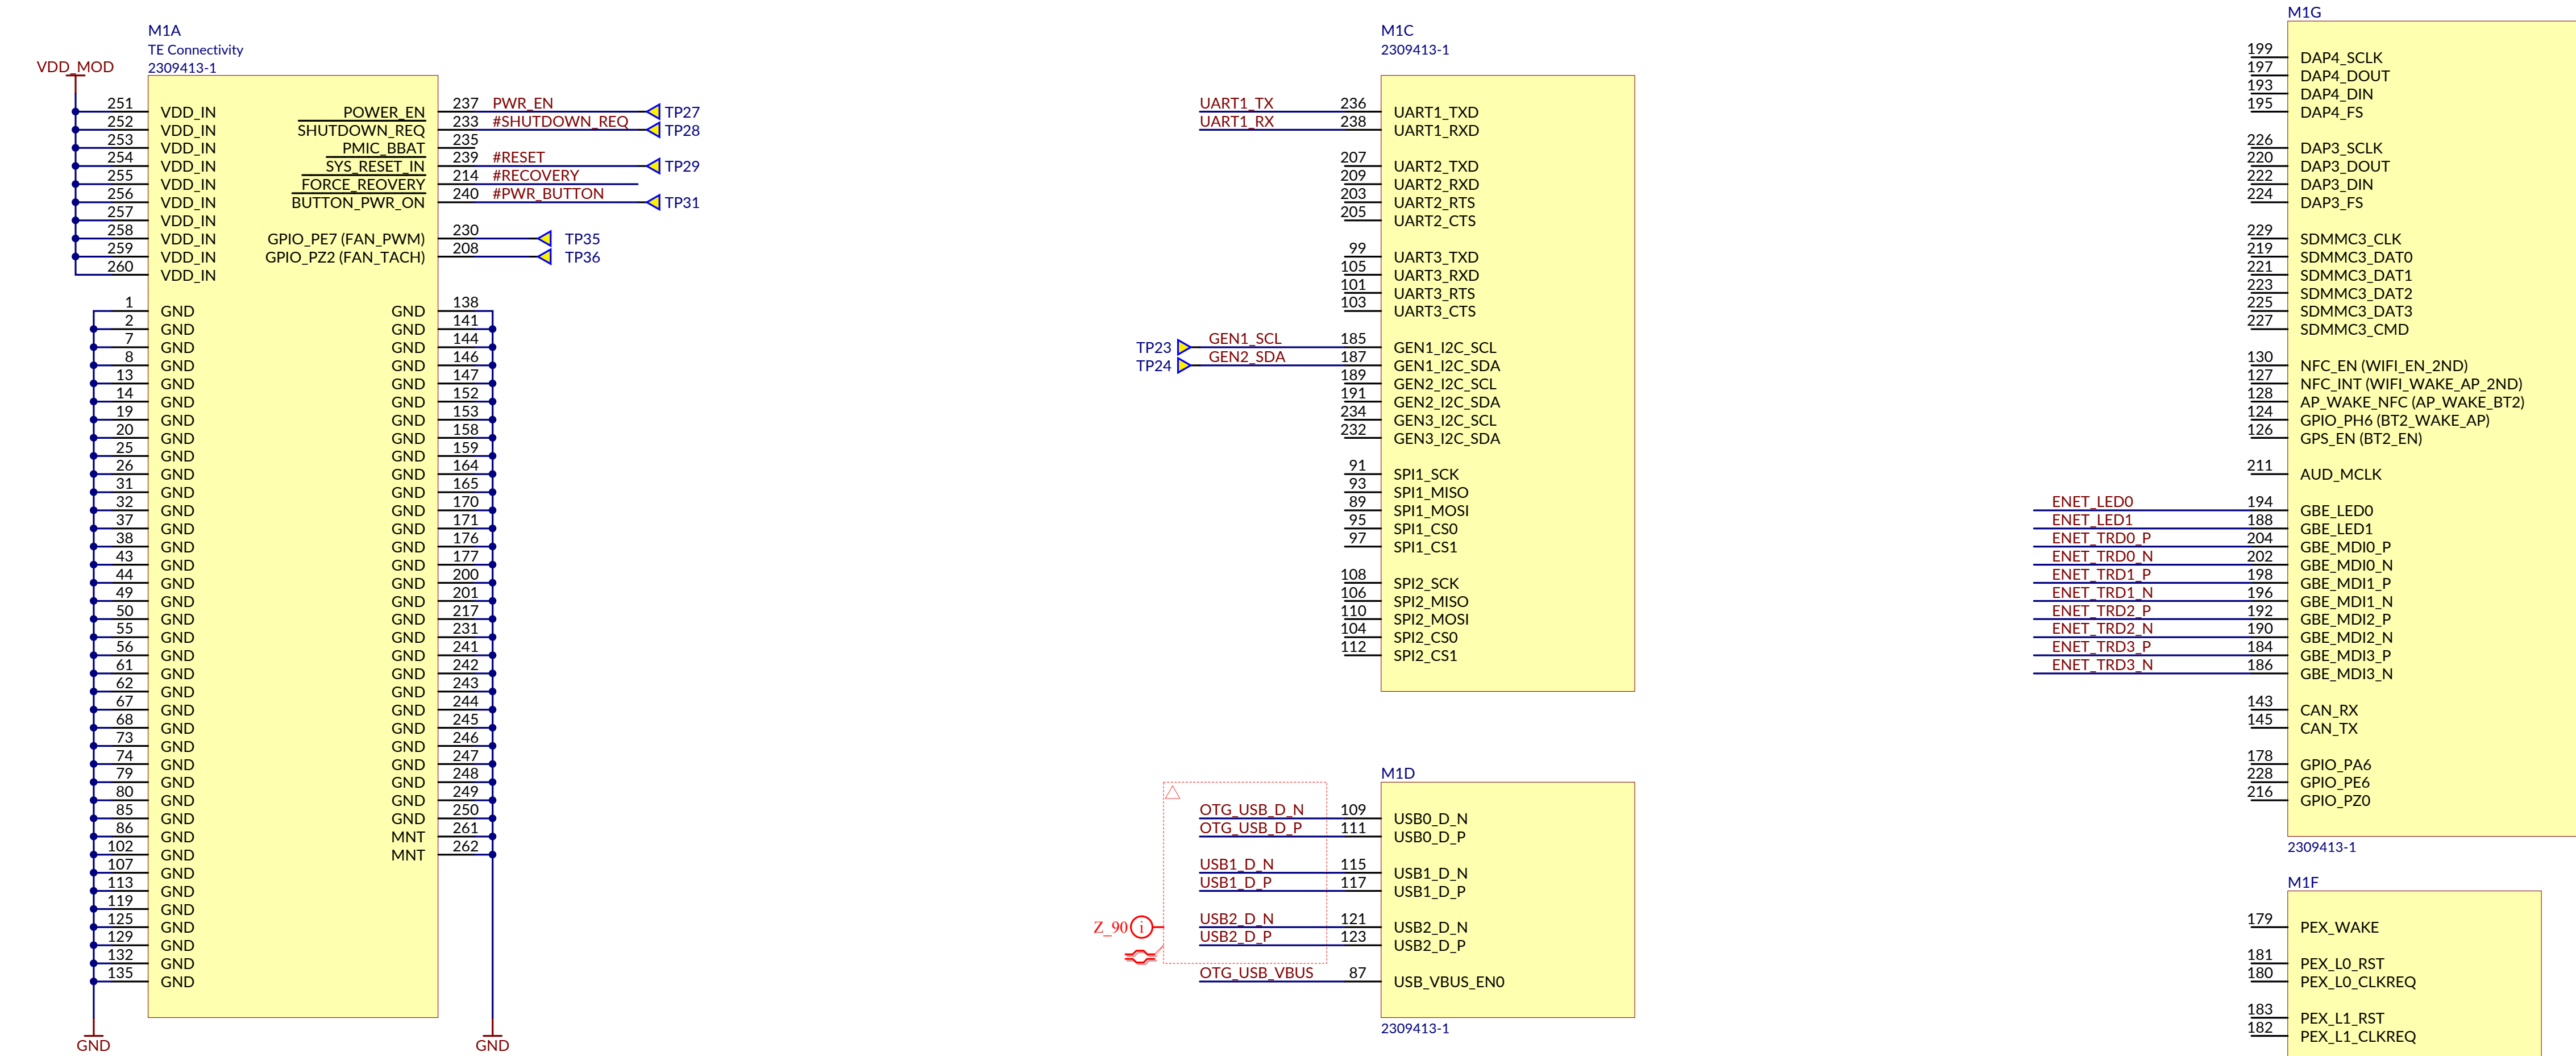 M1A
TE Connectivity
2309413-1
VDD_MOD
251 VDD_IN POWER_EN 237 PWR_EN TP27
252 VDD_IN SHUTDOWN_REQ 233 #SHUTDOWN_REQ TP28
253 VDD_IN PMIC_BBAT 235
254 VDD_IN SYS_RESET_IN 239 #RESET TP29
255 VDD_IN FORCE_REOVERY 214 #RECOVERY
256 VDD_IN BUTTON_PWR_ON 240 #PWR_BUTTON TP31
257 VDD_IN
258 VDD_IN GPIO_PE7 (FAN_PWM) 230 TP35
259 VDD_IN GPIO_PZ2 (FAN_TACH) 208 TP36
260 VDD_IN
1 GND GND 138
2 GND GND 141
7 GND GND 144
8 GND GND 146
13 GND GND 147
14 GND GND 152
19 GND GND 153
20 GND GND 158
25 GND GND 159
26 GND GND 164
31 GND GND 165
32 GND GND 170
37 GND GND 171
38 GND GND 176
43 GND GND 177
44 GND GND 200
49 GND GND 201
50 GND GND 217
55 GND GND 231
56 GND GND 241
61 GND GND 242
62 GND GND 243
67 GND GND 244
68 GND GND 245
73 GND GND 246
74 GND GND 247
79 GND GND 248
80 GND GND 249
85 GND GND 250
86 GND MNT 261
102 GND MNT 262
107 GND
113 GND
119 GND
125 GND
129 GND
132 GND
135 GND
GND GND
M1C
2309413-1
UART1_TX 236 UART1_TXD
UART1_RX 238 UART1_RXD
207 UART2_TXD
209 UART2_RXD
203 UART2_RTS
205 UART2_CTS
99 UART3_TXD
105 UART3_RXD
101 UART3_RTS
103 UART3_CTS
TP23 GEN1_SCL 185 GEN1_I2C_SCL
TP24 GEN2_SDA 187 GEN1_I2C_SDA
189 GEN2_I2C_SCL
191 GEN2_I2C_SDA
234 GEN3_I2C_SCL
232 GEN3_I2C_SDA
91 SPI1_SCK
93 SPI1_MISO
89 SPI1_MOSI
95 SPI1_CS0
97 SPI1_CS1
108 SPI2_SCK
106 SPI2_MISO
110 SPI2_MOSI
104 SPI2_CS0
112 SPI2_CS1
M1D
OTG_USB_D_N 109 USB0_D_N
OTG_USB_D_P 111 USB0_D_P
USB1_D_N 115 USB1_D_N
USB1_D_P 117 USB1_D_P
Z_90 i USB2_D_N 121 USB2_D_N
USB2_D_P 123 USB2_D_P
OTG_USB_VBUS 87 USB_VBUS_EN0
2309413-1
M1G
199 DAP4_SCLK
197 DAP4_DOUT
193 DAP4_DIN
195 DAP4_FS
226 DAP3_SCLK
220 DAP3_DOUT
222 DAP3_DIN
224 DAP3_FS
229 SDMMC3_CLK
219 SDMMC3_DAT0
221 SDMMC3_DAT1
223 SDMMC3_DAT2
225 SDMMC3_DAT3
227 SDMMC3_CMD
130 NFC_EN (WIFI_EN_2ND)
127 NFC_INT (WIFI_WAKE_AP_2ND)
128 AP_WAKE_NFC (AP_WAKE_BT2)
124 GPIO_PH6 (BT2_WAKE_AP)
126 GPS_EN (BT2_EN)
211 AUD_MCLK
ENET_LED0 194 GBE_LED0
ENET_LED1 188 GBE_LED1
ENET_TRD0_P 204 GBE_MDI0_P
ENET_TRD0_N 202 GBE_MDI0_N
ENET_TRD1_P 198 GBE_MDI1_P
ENET_TRD1_N 196 GBE_MDI1_N
ENET_TRD2_P 192 GBE_MDI2_P
ENET_TRD2_N 190 GBE_MDI2_N
ENET_TRD3_P 184 GBE_MDI3_P
ENET_TRD3_N 186 GBE_MDI3_N
143 CAN_RX
145 CAN_TX
178 GPIO_PA6
228 GPIO_PE6
216 GPIO_PZ0
2309413-1
M1F
179 PEX_WAKE
181 PEX_L0_RST
180 PEX_L0_CLKREQ
183 PEX_L1_RST
182 PEX_L1_CLKREQ